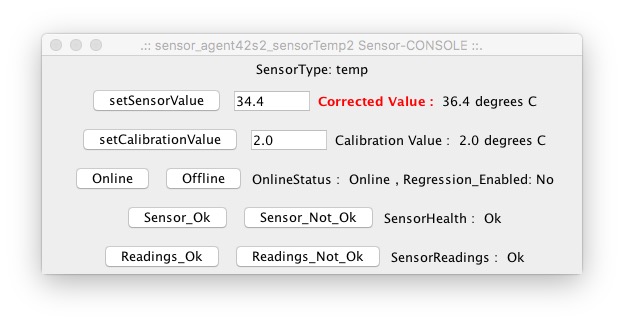 .:: sensor_agent42s2_sensorTemp2 Sensor-CONSOLE ::.
SensorType: temp
setSensorValue 34.4 Corrected Value : 36.4 degrees C
setCalibrationValue 2.0 Calibration Value : 2.0 degrees C
Online Offline OnlineStatus : Online , Regression_Enabled: No
Sensor_Ok Sensor_Not_Ok SensorHealth : Ok
Readings_Ok Readings_Not_Ok SensorReadings : Ok